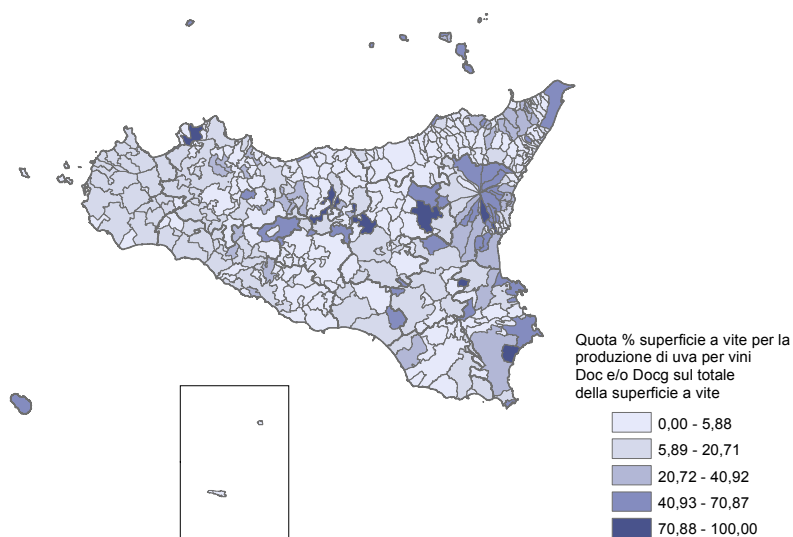 Quota % superficie a vite per la
produzione di uva per vini
Doc e/o Docg sul totale
della superficie a vite
0,00 - 5,88
5,89 - 20,71
20,72 - 40,92
40,93 - 70,87
70,88 - 100,00